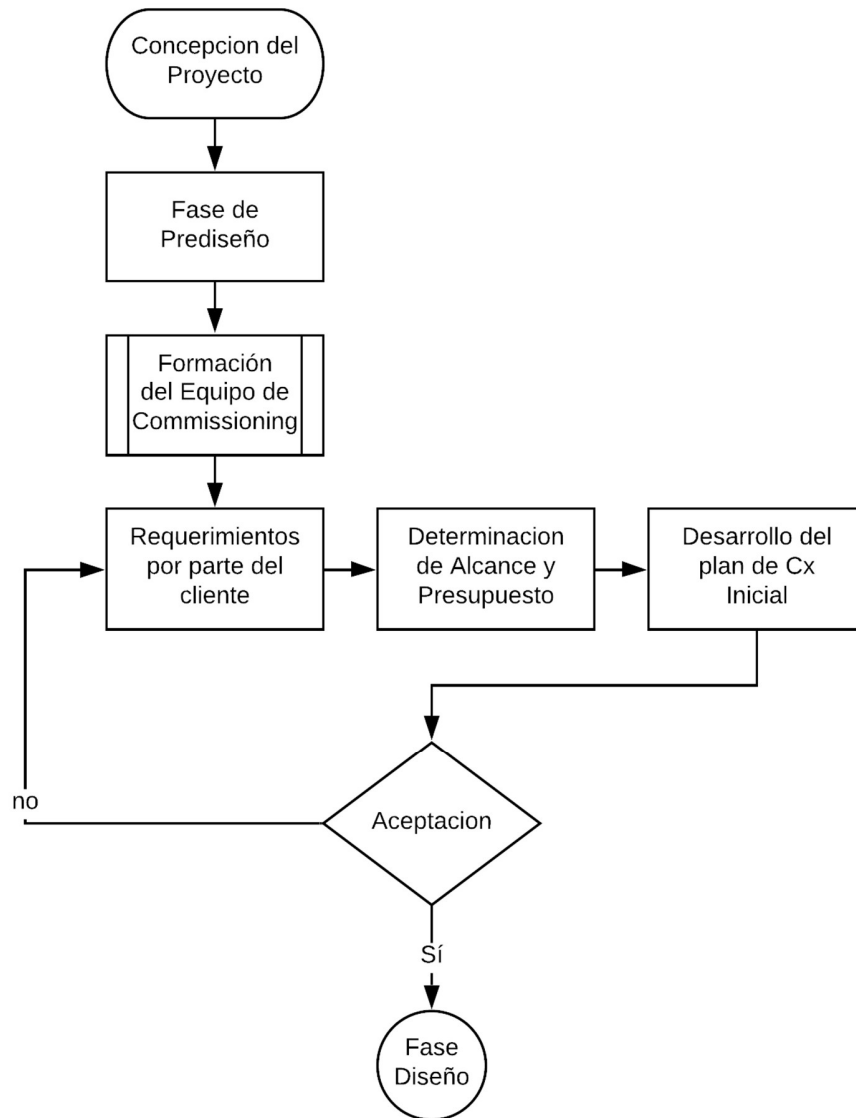 Concepcion del
Proyecto
Fase de
Prediseño
Formación
del Equipo de
Commissioning
Requerimientos
por parte del
cliente
Determinacion
de Alcance y
Presupuesto
Desarrollo del
plan de Cx
Inicial
Aceptacion
no
Sí
Fase
Diseño